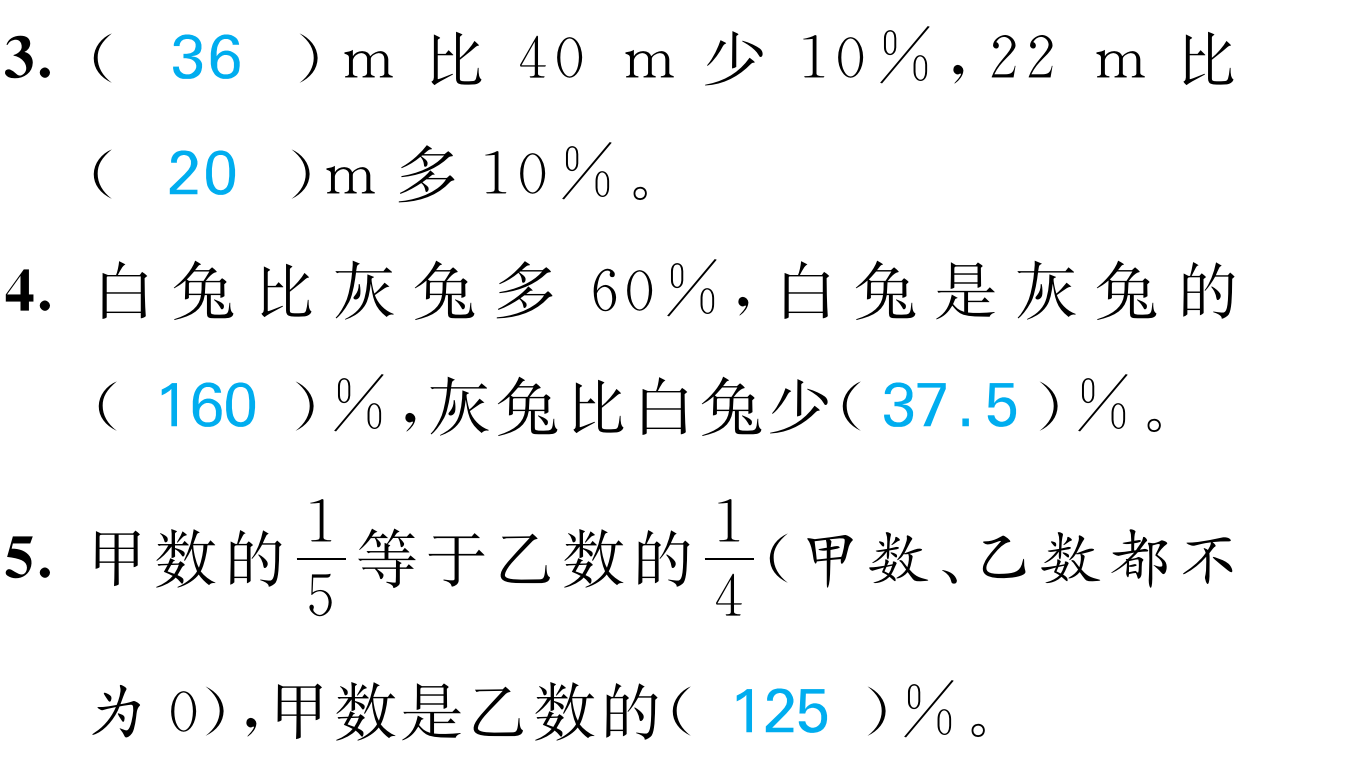 3. ( 36 )m 比 40 m 少 10%,22 m 比
( 20 )m 多 10%。
4. 白兔比灰兔多 60%,白兔是灰兔的
( 160 )%,灰兔比白兔少( 37.5 )%。
5. 甲数的1/5等于乙数的1/4(甲数、乙数都不
为 0),甲数是乙数的( 125 )%。